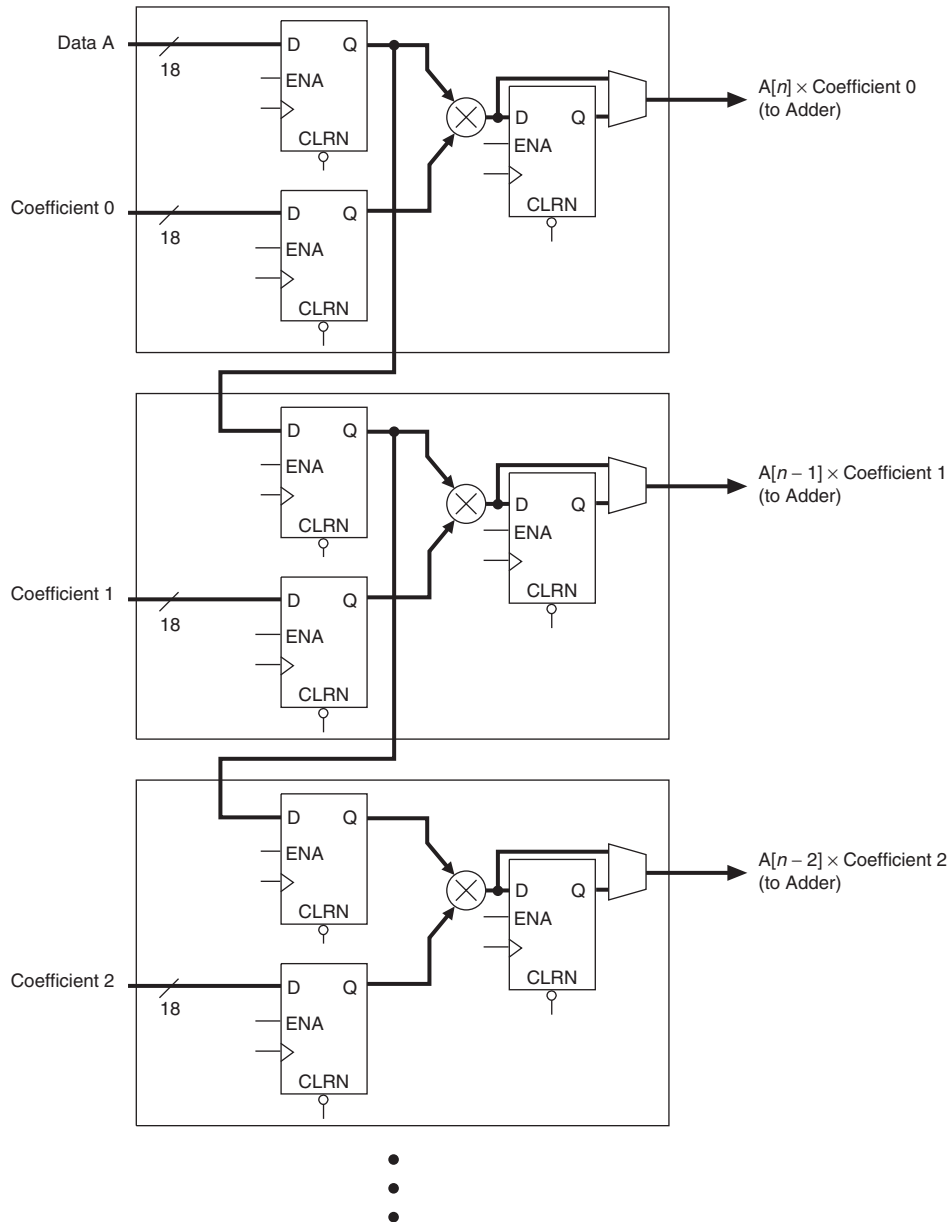 Data A
18
D Q
ENA
CLRN
A[n] × Coefficient 0
(to Adder)
D Q
ENA
CLRN
Coefficient 0
18
D Q
ENA
CLRN
D Q
ENA
CLRN
A[n – 1] × Coefficient 1
(to Adder)
D Q
ENA
CLRN
Coefficient 1
18
D Q
ENA
CLRN
D Q
ENA
CLRN
A[n – 2] × Coefficient 2
(to Adder)
D Q
ENA
CLRN
Coefficient 2
18
D Q
ENA
CLRN